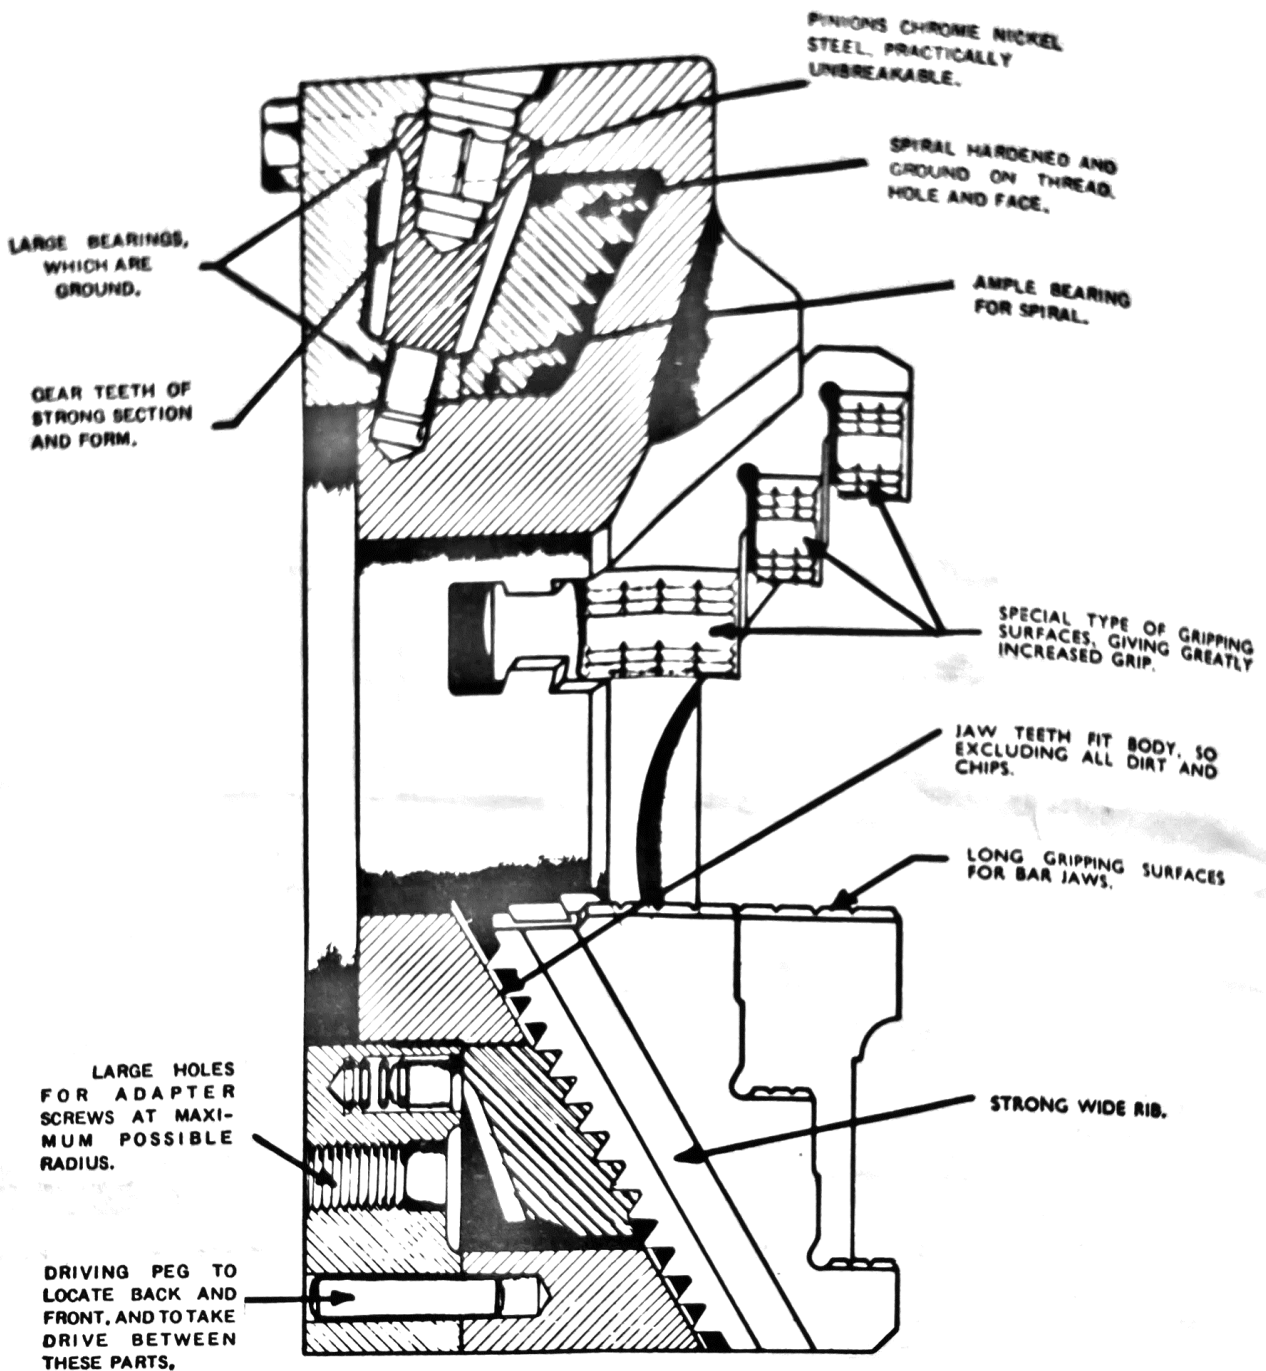 PINIONS CHROME NICKEL
STEEL, PRACTICALLY
UNBREAKABLE.
SPIRAL HARDENED AND
GROUND ON THREAD,
HOLE AND FACE.
LARGE BEARINGS,
WHICH ARE
GROUND.
AMPLE BEARING
FOR SPIRAL.
GEAR TEETH OF
STRONG SECTION
AND FORM.
SPECIAL TYPE OF GRIPPING
SURFACES, GIVING GREATLY
INCREASED GRIP.
JAW TEETH FIT BODY, SO
EXCLUDING ALL DIRT AND
CHIPS.
LONG GRIPPING SURFACES
FOR BAR JAWS.
LARGE HOLES
FOR ADAPTER
SCREWS AT MAXI-
MUM POSSIBLE
RADIUS.
STRONG WIDE RIB.
DRIVING PEG TO
LOCATE BACK AND
FRONT, AND TO TAKE
DRIVE BETWEEN
THESE PARTS.